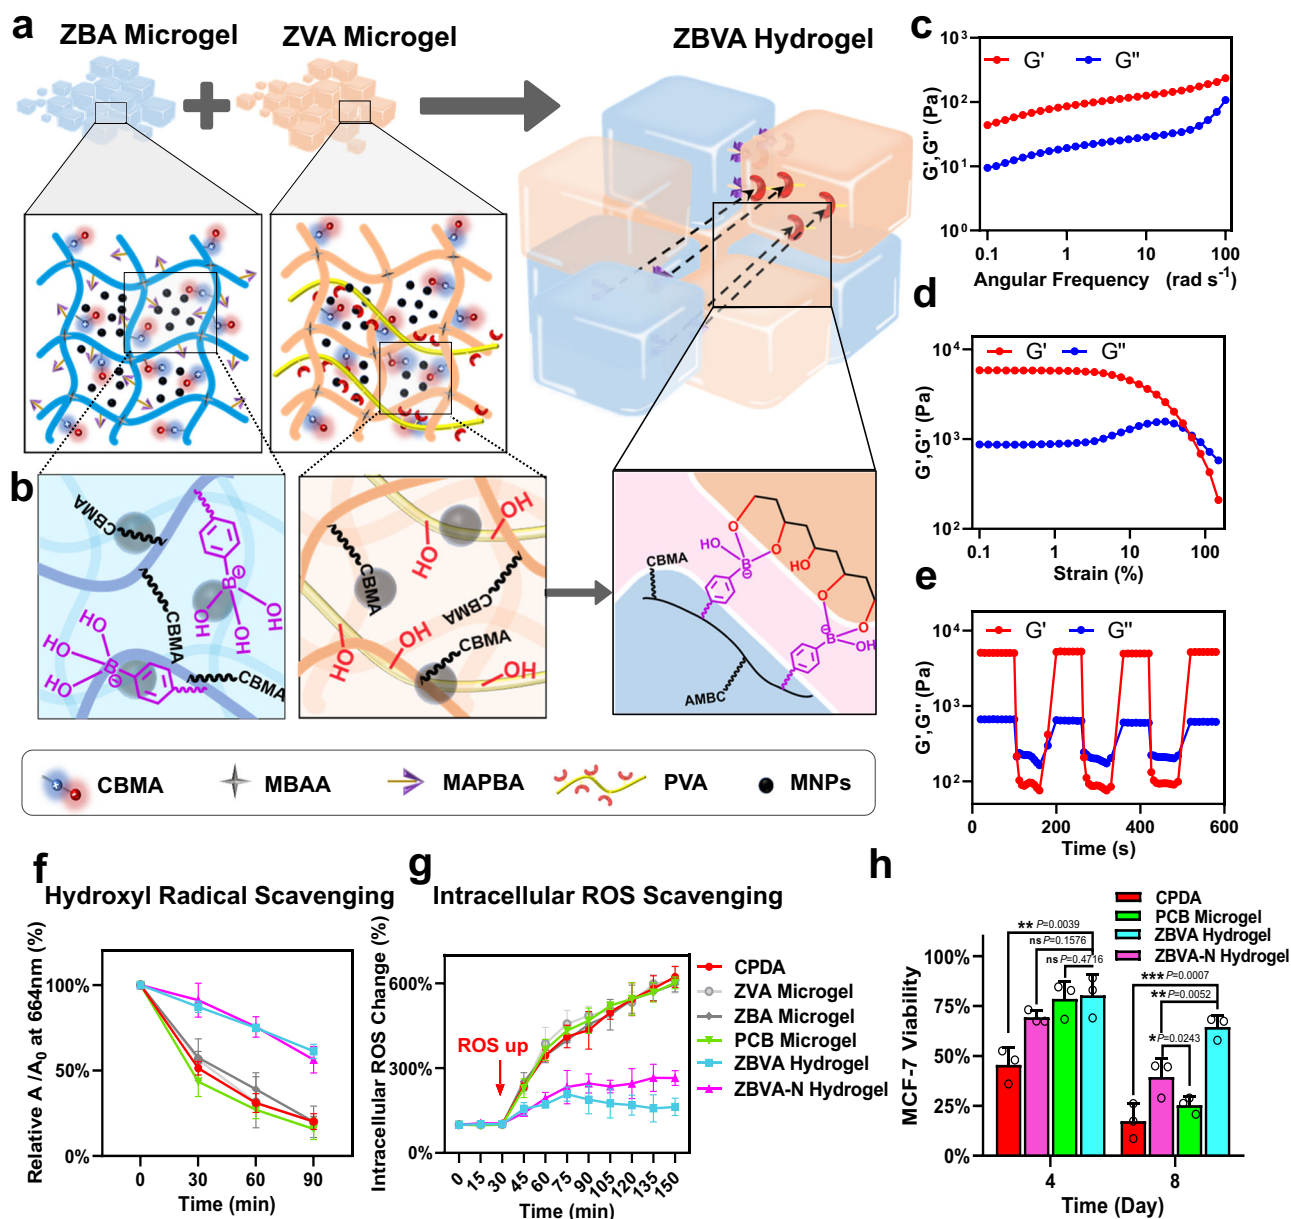 a
ZBA Microgel
ZVA Microgel
ZBVA Hydrogel
b
CBMA
CBMA
CBMA
B
⊖
OH
HO
OH
HO
HO
HO
B
⊖
OH
HO
OH
HO
OH
CBMA
CBMA
CBMA
CBMA
AMBC
HO
B
⊖
O
O
HO
O
O
B
⊖
OH
CBMA
MBAA
MAPBA
PVA
MNPs
c
G' G''
G',G'' (Pa)
10³
10²
10¹
10⁰
0.1 1 10 100
Angular Frequency (rad s⁻¹)
d
G' G''
G',G'' (Pa)
10⁴
10³
10²
0.1 1 10 100
Strain (%)
e
G' G''
G',G'' (Pa)
10⁴
10³
10²
0 200 400 600
Time (s)
f
Hydroxyl Radical Scavenging
Relative A /A₀ at 664nm (%)
100%
50%
0%
0 30 60 90
Time (min)
g
Intracellular ROS Scavenging
Intracellular ROS Change (%)
600%
300%
0%
ROS up
0 15 30 45 60 75 90 105 120 135 150
Time (min)
CPDA
ZVA Microgel
ZBA Microgel
PCB Microgel
ZBVA Hydrogel
ZBVA-N Hydrogel
h
CPDA
PCB Microgel
ZBVA Hydrogel
ZBVA-N Hydrogel
MCF-7 Viability
100%
75%
50%
25%
0%
** P=0.0039
ns P=0.1576
ns P=0.4716
*** P=0.0007
** P=0.0052
* P=0.0243
4 8
Time (Day)